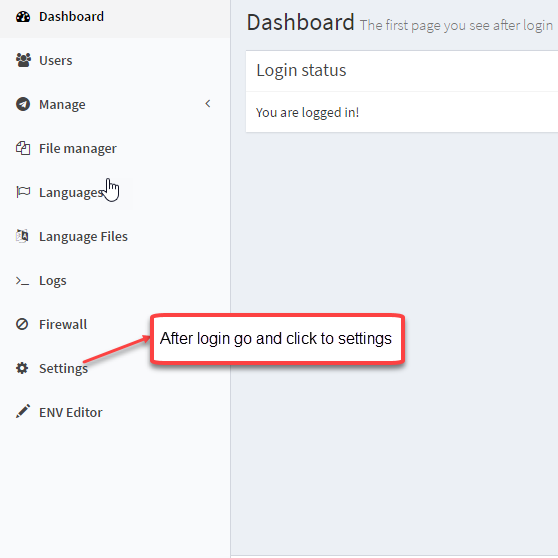 Dashboard
Users
Manage
File manager
Languages
Language Files
Logs
Firewall
Settings
ENV Editor
Dashboard The first page you see after login
Login status
You are logged in!
After login go and click to settings